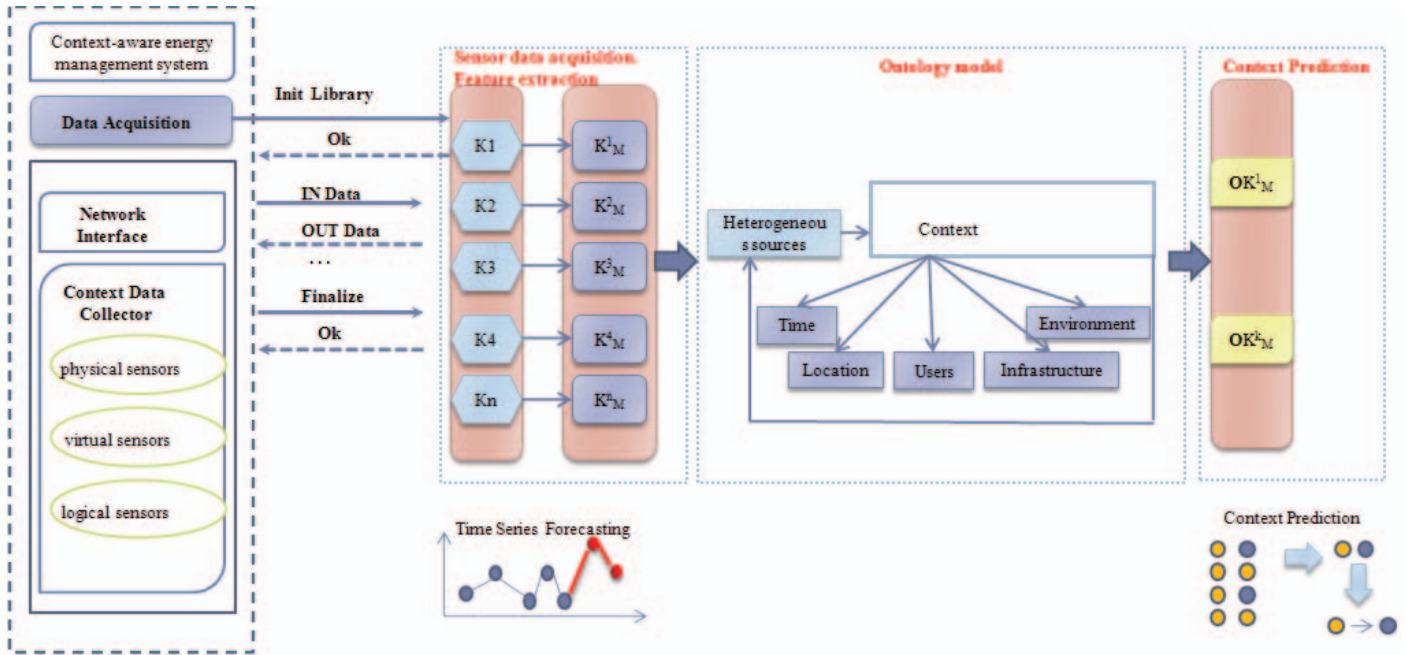 Context-aware energy
management system
Data Acquisition
Network
Interface
Context Data
Collector
physical sensors
virtual sensors
logical sensors
Init Library
Ok
IN Data
OUT Data
...
Finalize
Ok
Sensor data acquisition.
Feature extraction
K1
K¹M
K2
K²M
K3
K³M
K4
K⁴M
Kn
KⁿM
Ontology model
Heterogeneou
s sources
Context
Time
Environment
Location
Users
Infrastructure
Context Prediction
OK¹M
OKᵏM
Time Series Forecasting
Context Prediction